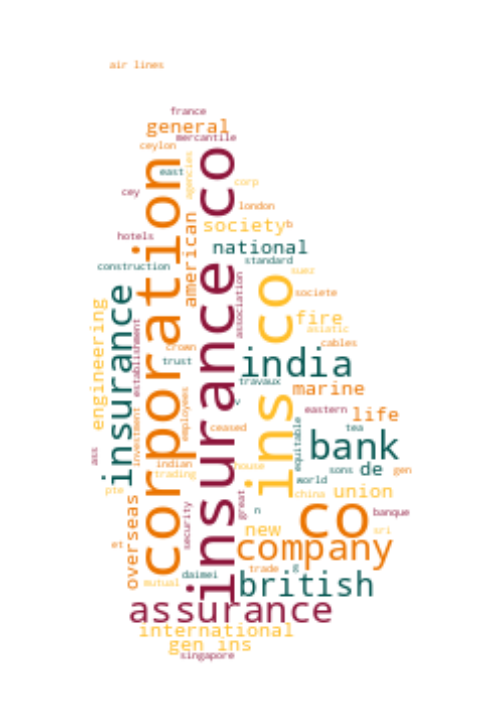 air lines
france
general
mercantile
ceylon
east
agencies
corp
cey
london
society
b
hotels
american
national
construction
standard
suez
corporation
insurance co
association
societe
insurance
ins co
engineering
establishment
fire
asiatic
crown
cables
trust
india
travaux
marine
employees
v
eastern
life
ceased
equitable
tea
investment
bank
ass
indian
house
sons
de
gen
trading
world
pte
great
china
union
overseas
security
n
co
banque
new
sri
et
company
trade
g
daimei
mutual
british
assurance
international
gen ins
singapore